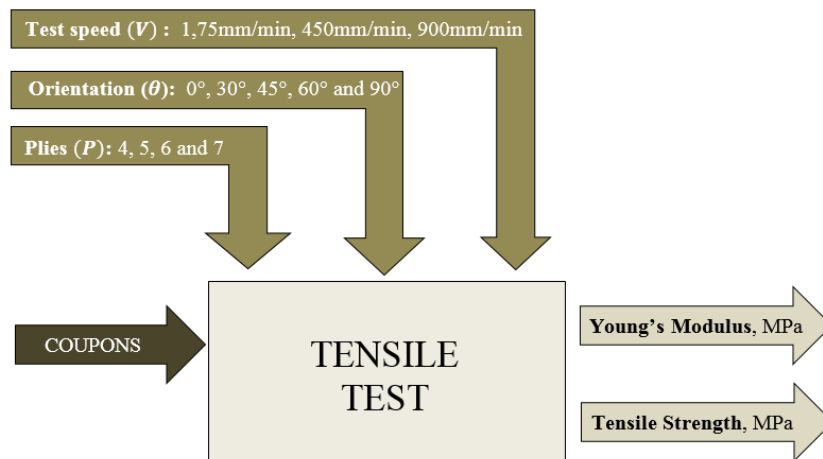 Test speed (V) : 1,75mm/min, 450mm/min, 900mm/min
Orientation (θ): 0°, 30°, 45°, 60° and 90°
Plies (P): 4, 5, 6 and 7
COUPONS
TENSILE
TEST
Young's Modulus, MPa
Tensile Strength, MPa